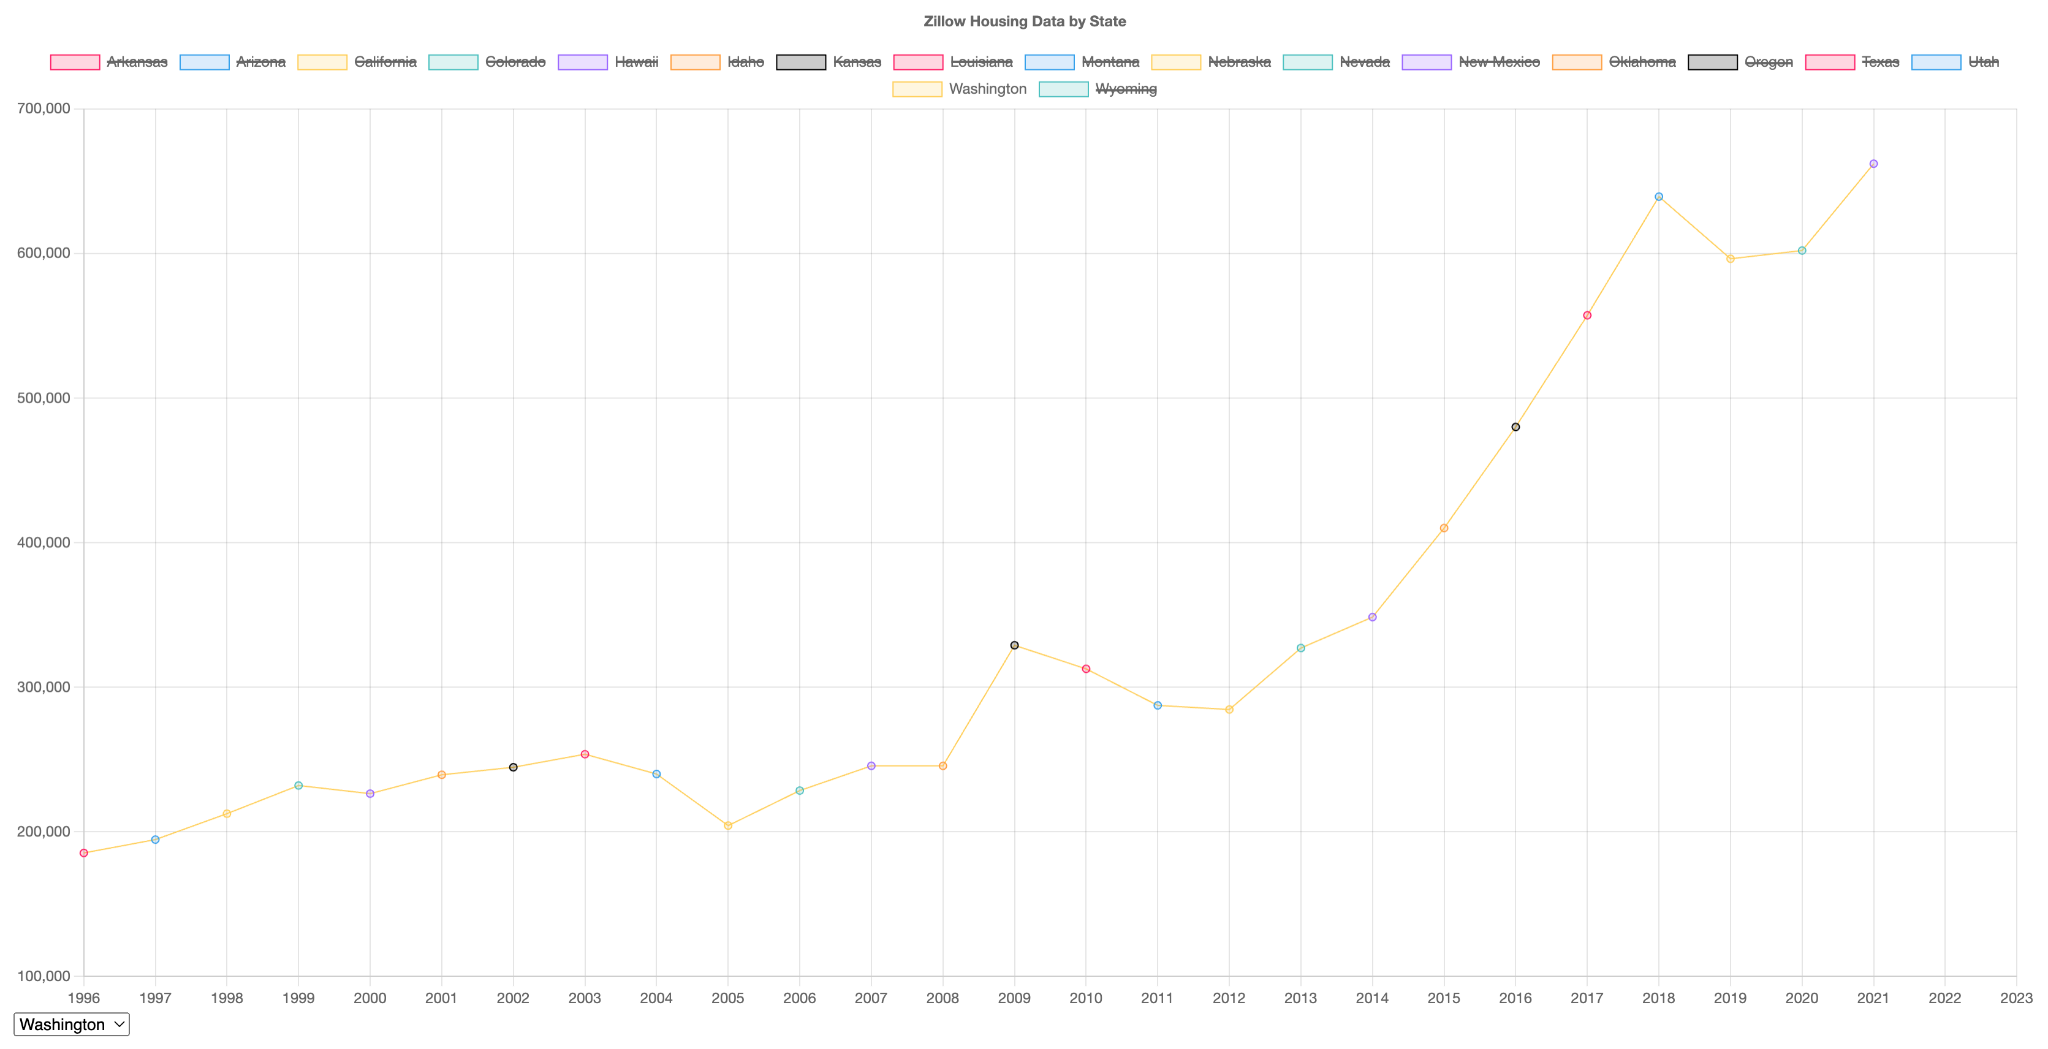 Zillow Housing Data by State
Arkansas Arizona California Colorado Hawaii Idaho Kansas Louisiana Montana Nebraska Nevada New Mexico Oklahoma Orogon Texas Utah
Washington Wyoming
700,000
600,000
500,000
400,000
300,000
200,000
100,000
1996 1997 1998 1999 2000 2001 2002 2003 2004 2005 2006 2007 2008 2009 2010 2011 2012 2013 2014 2015 2016 2017 2018 2019 2020 2021 2022 2023
Washington